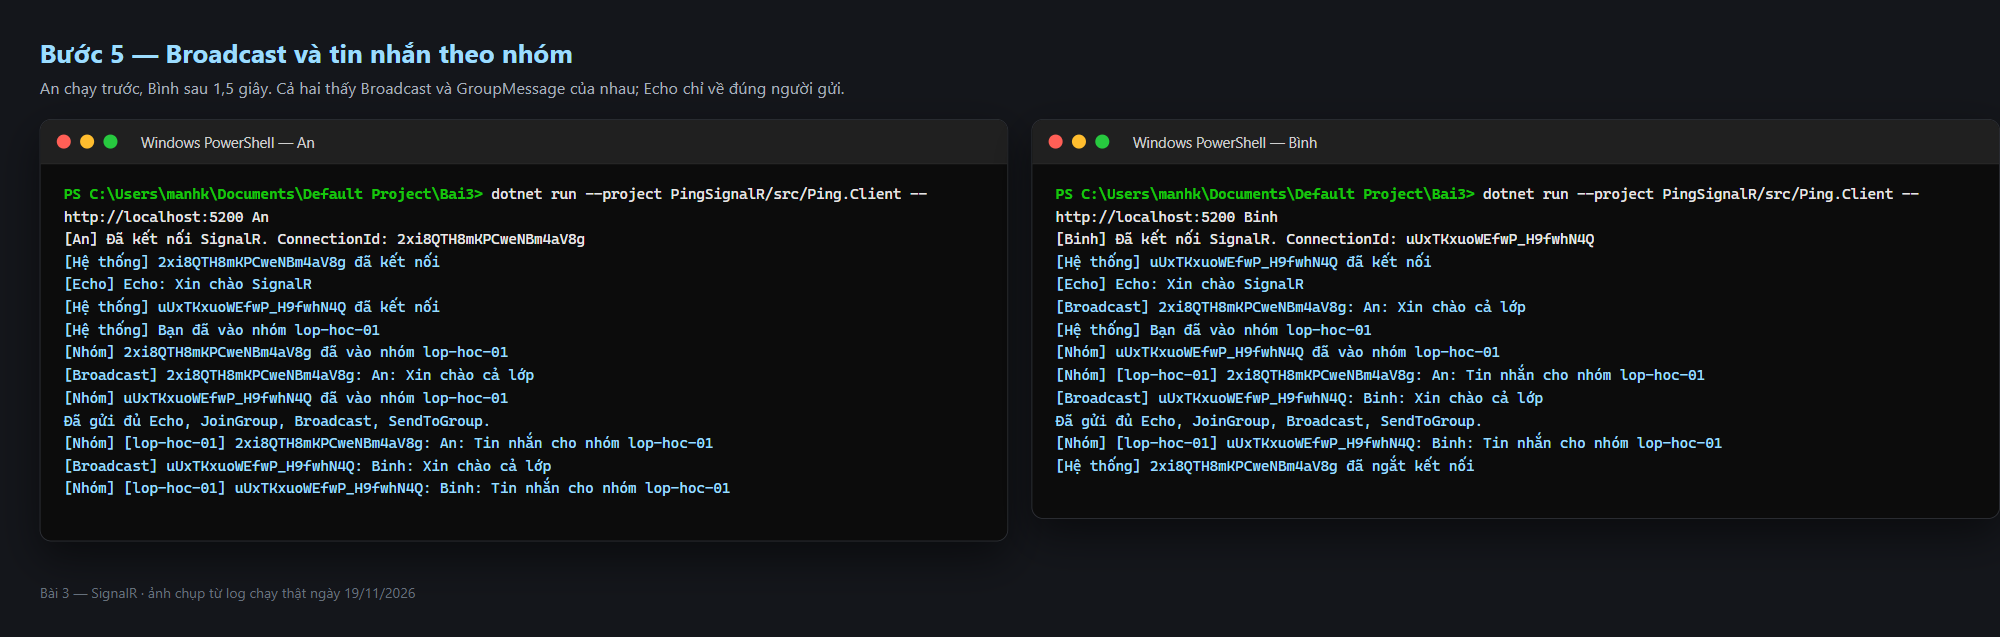 Bước 5 — Broadcast và tin nhắn theo nhóm
An chạy trước, Bình sau 1,5 giây. Cả hai thấy Broadcast và GroupMessage của nhau; Echo chỉ về đúng người gửi.
Windows PowerShell — An
PS C:\Users\manhk\Documents\Default Project\Bai3> dotnet run --project PingSignalR/src/Ping.Client --
http://localhost:5200 An
[An] Đã kết nối SignalR. ConnectionId: 2xi8QTH8mKPCweNBm4aV8g
[Hệ thống] 2xi8QTH8mKPCweNBm4aV8g đã kết nối
[Echo] Echo: Xin chào SignalR
[Hệ thống] uUxTKxuoWEfwP_H9fwhN4Q đã kết nối
[Hệ thống] Bạn đã vào nhóm lop-hoc-01
[Nhóm] 2xi8QTH8mKPCweNBm4aV8g đã vào nhóm lop-hoc-01
[Broadcast] 2xi8QTH8mKPCweNBm4aV8g: An: Xin chào cả lớp
[Nhóm] uUxTKxuoWEfwP_H9fwhN4Q đã vào nhóm lop-hoc-01
Đã gửi đủ Echo, JoinGroup, Broadcast, SendToGroup.
[Nhóm] [lop-hoc-01] 2xi8QTH8mKPCweNBm4aV8g: An: Tin nhắn cho nhóm lop-hoc-01
[Broadcast] uUxTKxuoWEfwP_H9fwhN4Q: Binh: Xin chào cả lớp
[Nhóm] [lop-hoc-01] uUxTKxuoWEfwP_H9fwhN4Q: Binh: Tin nhắn cho nhóm lop-hoc-01
Windows PowerShell — Bình
PS C:\Users\manhk\Documents\Default Project\Bai3> dotnet run --project PingSignalR/src/Ping.Client --
http://localhost:5200 Binh
[Binh] Đã kết nối SignalR. ConnectionId: uUxTKxuoWEfwP_H9fwhN4Q
[Hệ thống] uUxTKxuoWEfwP_H9fwhN4Q đã kết nối
[Echo] Echo: Xin chào SignalR
[Broadcast] 2xi8QTH8mKPCweNBm4aV8g: An: Xin chào cả lớp
[Hệ thống] Bạn đã vào nhóm lop-hoc-01
[Nhóm] uUxTKxuoWEfwP_H9fwhN4Q đã vào nhóm lop-hoc-01
[Nhóm] [lop-hoc-01] 2xi8QTH8mKPCweNBm4aV8g: An: Tin nhắn cho nhóm lop-hoc-01
[Broadcast] uUxTKxuoWEfwP_H9fwhN4Q: Binh: Xin chào cả lớp
Đã gửi đủ Echo, JoinGroup, Broadcast, SendToGroup.
[Nhóm] [lop-hoc-01] uUxTKxuoWEfwP_H9fwhN4Q: Binh: Tin nhắn cho nhóm lop-hoc-01
[Hệ thống] 2xi8QTH8mKPCweNBm4aV8g đã ngắt kết nối
Bài 3 — SignalR · ảnh chụp từ log chạy thật ngày 19/11/2026